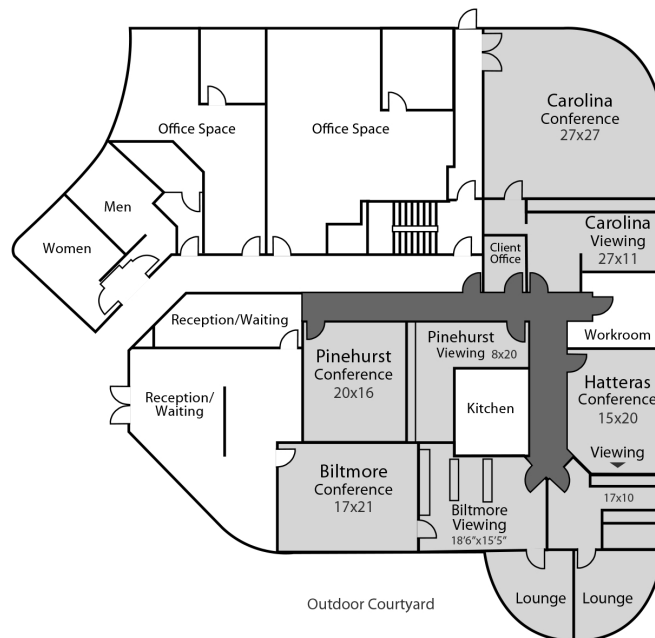 Carolina
Conference
27x27
Office Space
Office Space
Men
Women
Carolina
Viewing
27x11
Client
Office
Reception/Waiting
Pinehurst
Conference
20x16
Pinehurst
Viewing 8x20
Workroom
Hatteras
Conference
15x20
Reception/
Waiting
Kitchen
Viewing
17x10
Biltmore
Conference
17x21
Biltmore
Viewing
18'6"x15'5"
Lounge
Lounge
Outdoor Courtyard